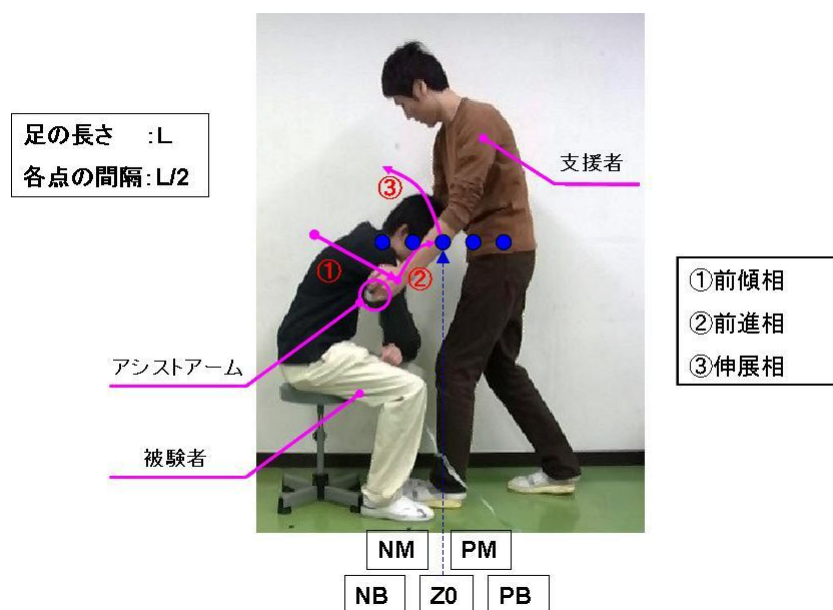 足の長さ　:L
各点の間隔:L/2
支援者
③
①
②
①前傾相
②前進相
③伸展相
アシストアーム
被験者
NM
PM
NB
Z0
PB